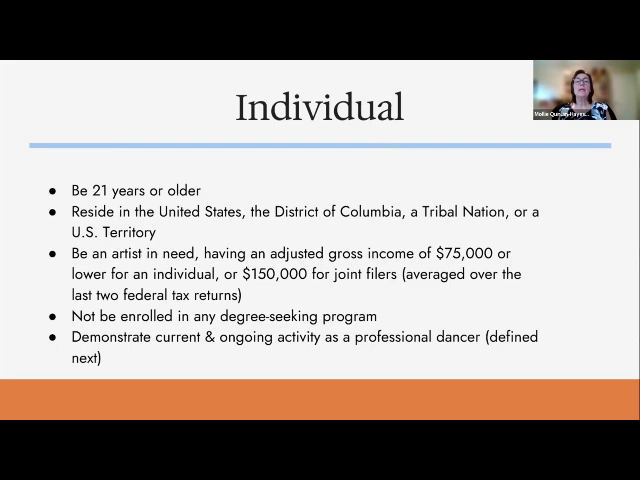 Individual
Mollie Quinlan-Hayes...
● Be 21 years or older
● Reside in the United States, the District of Columbia, a Tribal Nation, or a
U.S. Territory
● Be an artist in need, having an adjusted gross income of $75,000 or
lower for an individual, or $150,000 for joint filers (averaged over the
last two federal tax returns)
● Not be enrolled in any degree-seeking program
● Demonstrate current & ongoing activity as a professional dancer (defined
next)